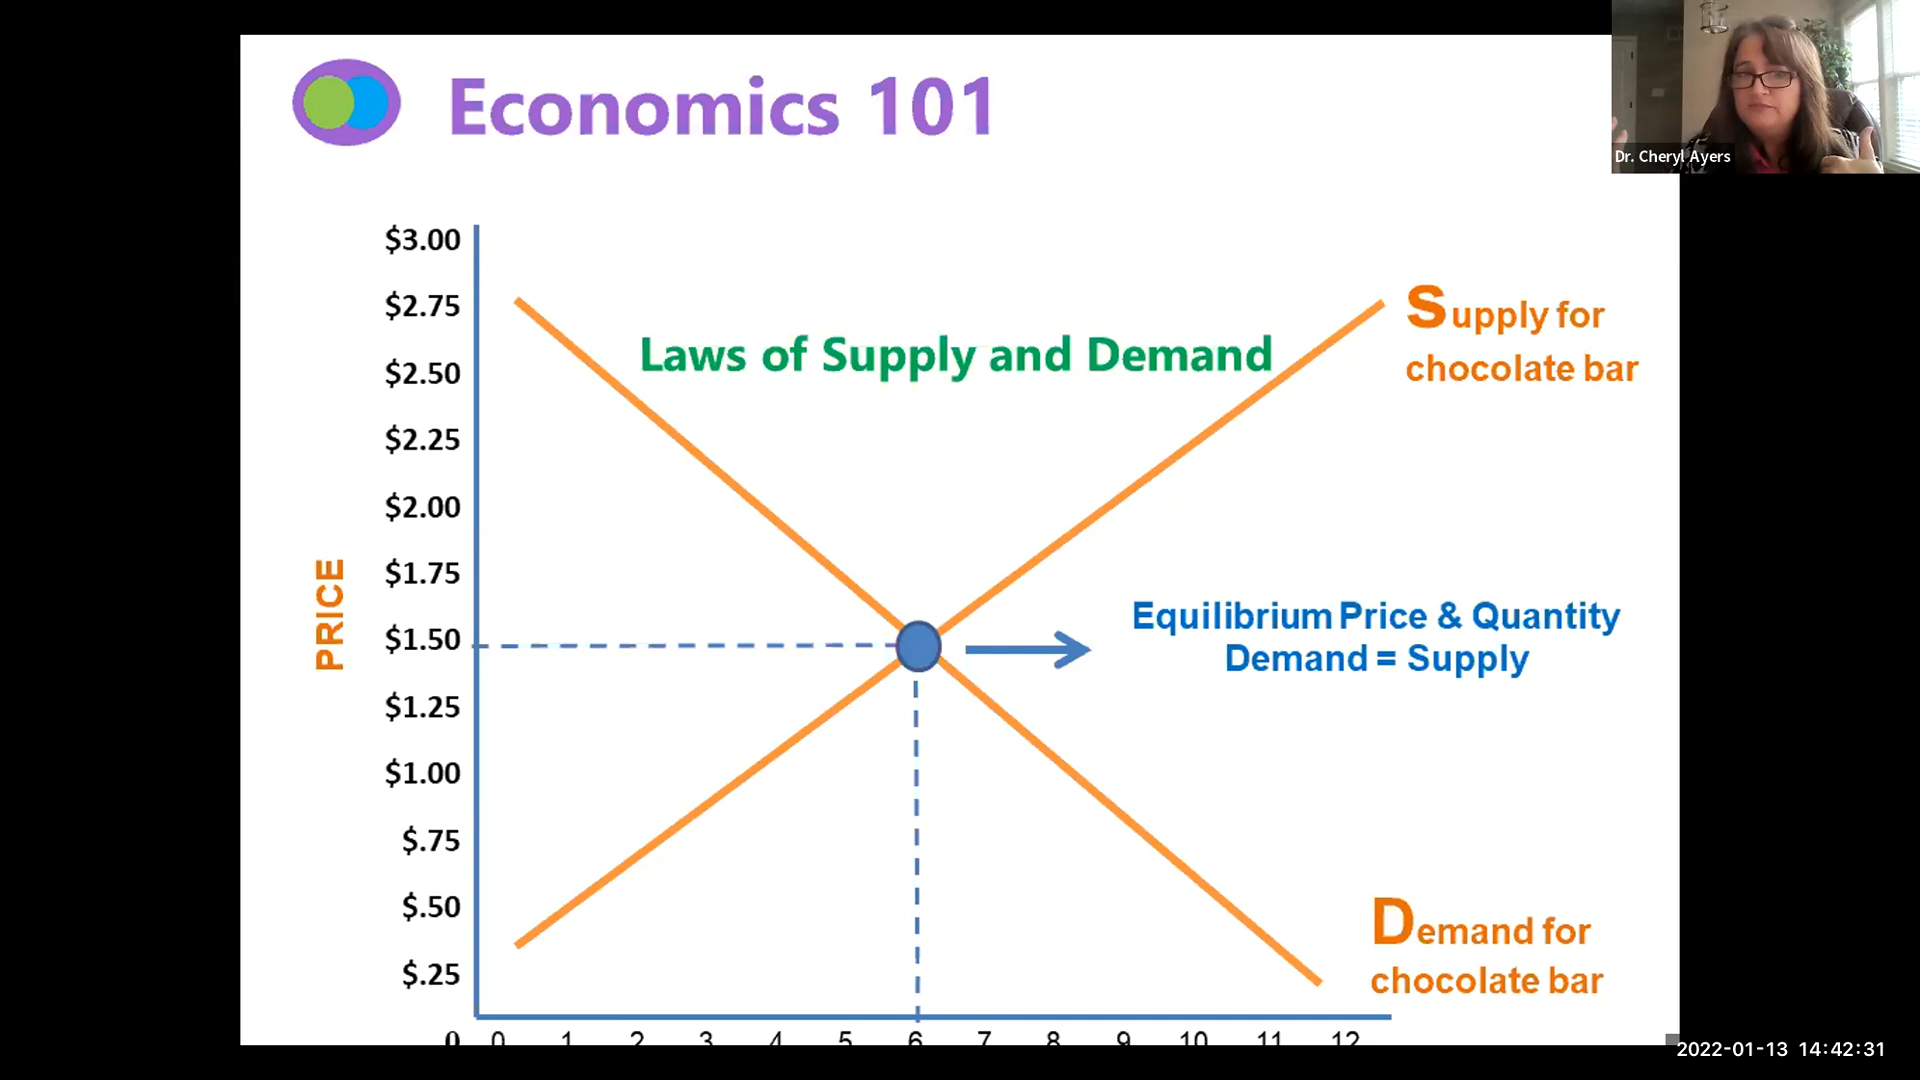 Economics 101
Dr. Cheryl Ayers
$3.00
$2.75
$2.50
$2.25
$2.00
$1.75
$1.50
$1.25
$1.00
$.75
$.50
$.25
PRICE
Laws of Supply and Demand
Supply for
chocolate bar
Equilibrium Price & Quantity
Demand = Supply
Demand for
chocolate bar
0 0 1 2 3 4 5 6 7 8 9 10 11 12
2022-01-13 14:42:31